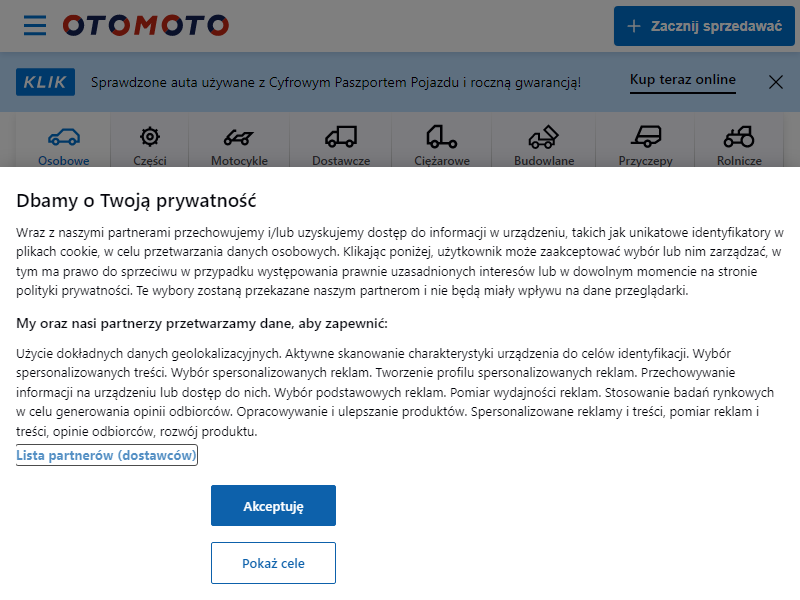 OTOMOTO
Zacznij sprzedawać
KLIK Sprawdzone auta używane z Cyfrowym Paszportem Pojazdu i roczną gwarancją! Kup teraz online
Osobowe Części Motocykle Dostawcze Ciężarowe Budowlane Przyczepy Rolnicze
Dbamy o Twoją prywatność
Wraz z naszymi partnerami przechowujemy i/lub uzyskujemy dostęp do informacji w urządzeniu, takich jak unikatowe identyfikatory w
plikach cookie, w celu przetwarzania danych osobowych. Klikając poniżej, użytkownik może zaakceptować wybór lub nim zarządzać, w
tym ma prawo do sprzeciwu w przypadku występowania prawnie uzasadnionych interesów lub w dowolnym momencie na stronie
polityki prywatności. Te wybory zostaną przekazane naszym partnerom i nie będą miały wpływu na dane przeglądarki.
My oraz nasi partnerzy przetwarzamy dane, aby zapewnić:
Użycie dokładnych danych geolokalizacyjnych. Aktywne skanowanie charakterystyki urządzenia do celów identyfikacji. Wybór
spersonalizowanych treści. Wybór spersonalizowanych reklam. Tworzenie profilu spersonalizowanych reklam. Przechowywanie
informacji na urządzeniu lub dostęp do nich. Wybór podstawowych reklam. Pomiar wydajności reklam. Stosowanie badań rynkowych
w celu generowania opinii odbiorców. Opracowywanie i ulepszanie produktów. Spersonalizowane reklamy i treści, pomiar reklam i
treści, opinie odbiorców, rozwój produktu.
Lista partnerów (dostawców)
Akceptuję
Pokaż cele